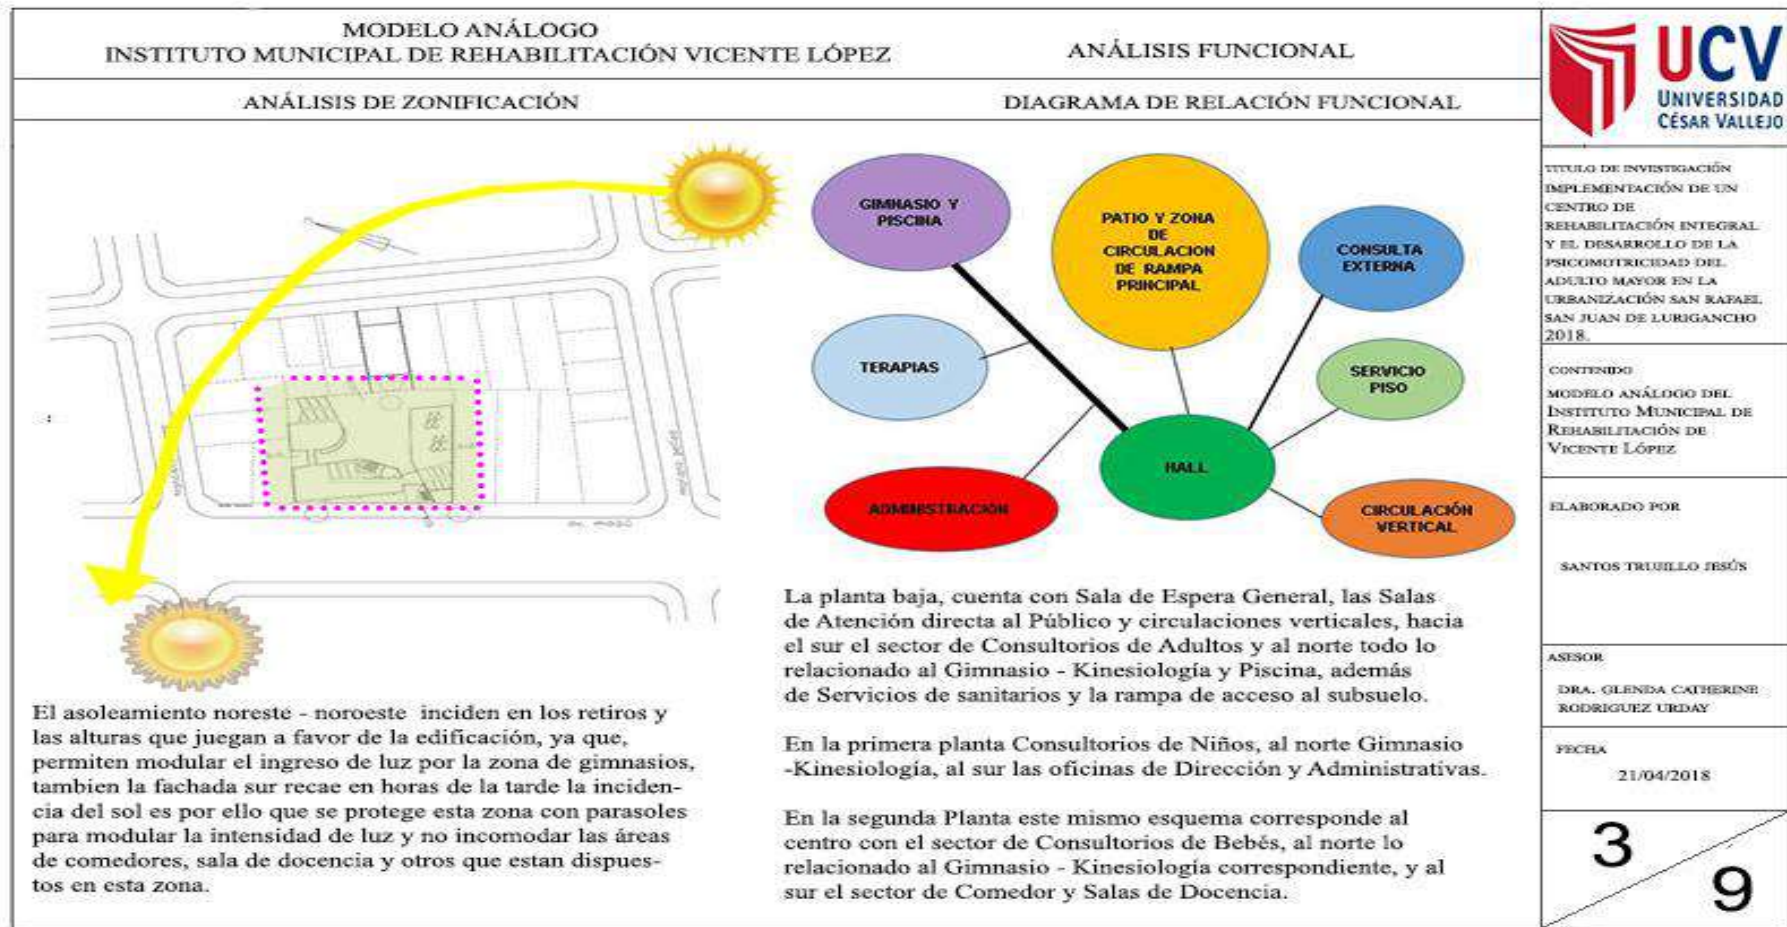 MODELO ANÁLOGO
INSTITUTO MUNICIPAL DE REHABILITACIÓN VICENTE LÓPEZ
ANÁLISIS FUNCIONAL
ANÁLISIS DE ZONIFICACIÓN
DIAGRAMA DE RELACIÓN FUNCIONAL
GIMNASIO Y
PISCINA
PATIO Y ZONA
DE
CIRCULACION
DE RAMPA
PRINCIPAL
CONSULTA
EXTERNA
TERAPIAS
SERVICIO
PISO
HALL
ADMINISTRACIÓN
CIRCULACIÓN
VERTICAL
El asoleamiento noreste - noroeste inciden en los retiros y
las alturas que juegan a favor de la edificación, ya que,
permiten modular el ingreso de luz por la zona de gimnasios,
tambien la fachada sur recae en horas de la tarde la inciden-
cia del sol es por ello que se protege esta zona con parasoles
para modular la intensidad de luz y no incomodar las áreas
de comedores, sala de docencia y otros que estan dispues-
tos en esta zona.
La planta baja, cuenta con Sala de Espera General, las Salas
de Atención directa al Público y circulaciones verticales, hacia
el sur el sector de Consultorios de Adultos y al norte todo lo
relacionado al Gimnasio - Kinesiología y Piscina, además
de Servicios de sanitarios y la rampa de acceso al subsuelo.
En la primera planta Consultorios de Niños, al norte Gimnasio
-Kinesiología, al sur las oficinas de Dirección y Administrativas.
En la segunda Planta este mismo esquema corresponde al
centro con el sector de Consultorios de Bebés, al norte lo
relacionado al Gimnasio - Kinesiología correspondiente, y al
sur el sector de Comedor y Salas de Docencia.
UCV
UNIVERSIDAD
CÉSAR VALLEJO
TITULO DE INVESTIGACIÓN
IMPLEMENTACIÓN DE UN
CENTRO DE
REHABILITACIÓN INTEGRAL
Y EL DESARROLLO DE LA
PSICOMOTRICIDAD DEL
ADULTO MAYOR EN LA
URBANIZACIÓN SAN RAFAEL
SAN JUAN DE LURIGANCHO
2018.
CONTENIDO
MODELO ANÁLOGO DEL
INSTITUTO MUNICIPAL DE
REHABILITACIÓN DE
VICENTE LÓPEZ
ELABORADO POR
SANTOS TRUJILLO JESÚS
ASESOR
DRA. GLENDA CATHERINE
RODRIGUEZ URDAY
FECHA
21/04/2018
3
9